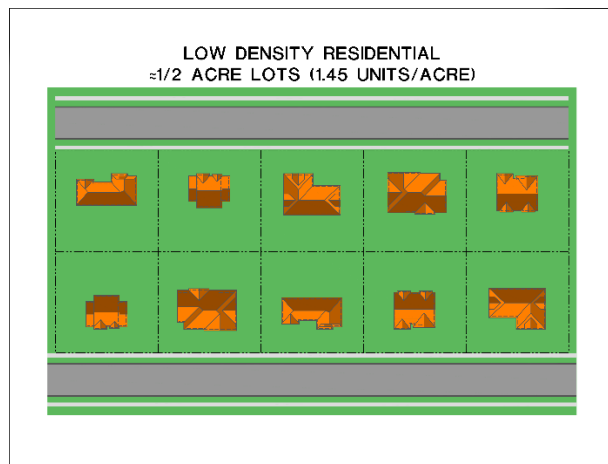 LOW DENSITY RESIDENTIAL
≈1/2 ACRE LOTS (1.45 UNITS/ACRE)